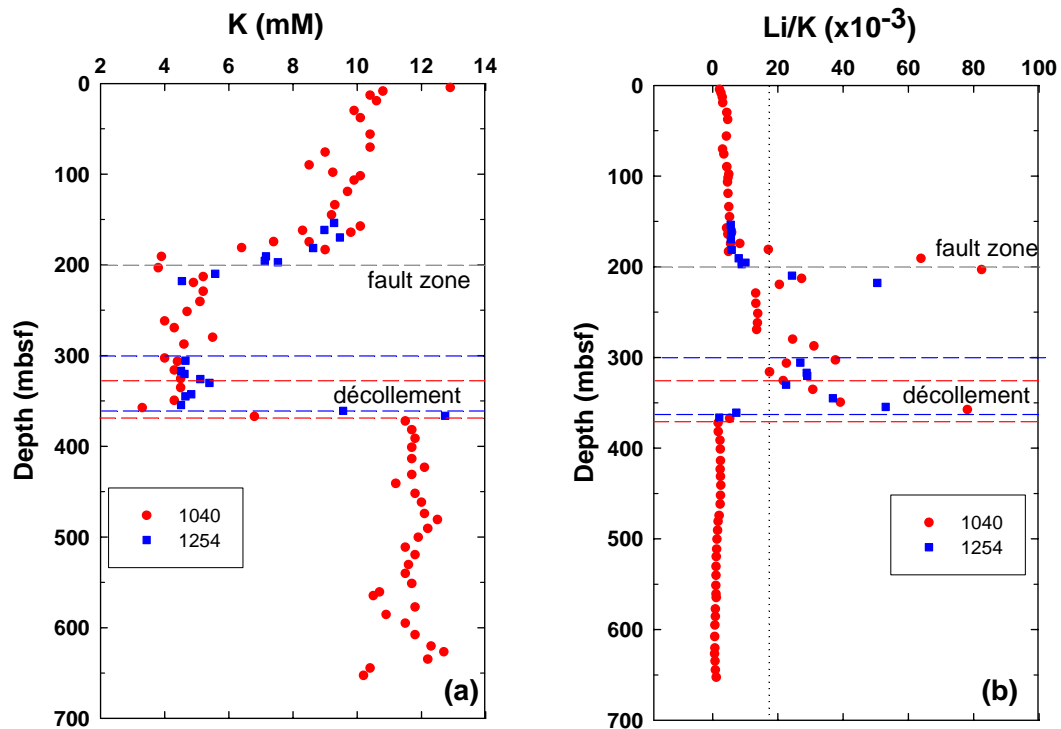 K (mM)
2 4 6 8 10 12 14
0
100
200
300
400
500
600
700
Depth (mbsf)
fault zone
décollement
1040
1254
(a)
Li/K (x10-3)
0 20 40 60 80 100
0
100
200
300
400
500
600
700
Depth (mbsf)
fault zone
décollement
1040
1254
(b)